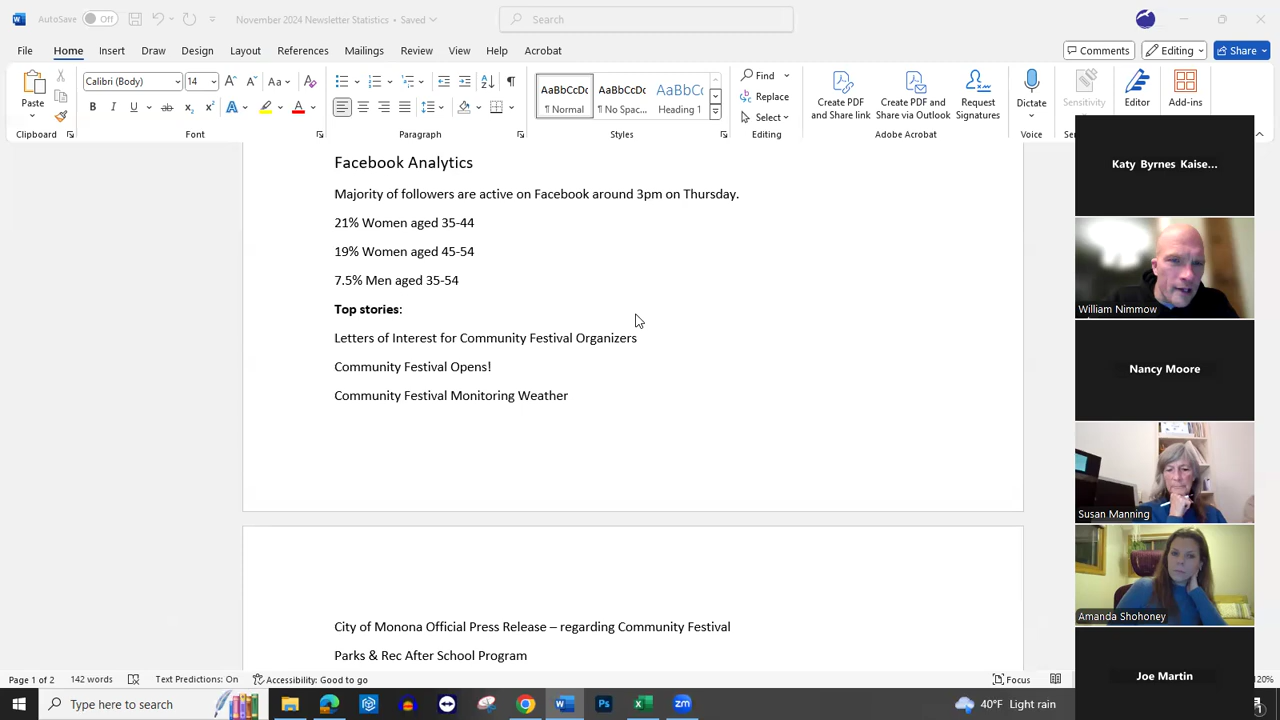 AutoSave Off November 2024 Newsletter Statistics • Saved Search
File Home Insert Draw Design Layout References Mailings Review View Help Acrobat Comments Editing Share
Paste
Clipboard
Calibri (Body) 14
Font
Paragraph
AaBbCcDc AaBbCcDc AaBbCc
Normal No Spac... Heading 1
Styles
Find
Replace
Select
Editing
Create PDF and Share link
Create PDF and Share via Outlook
Request Signatures
Adobe Acrobat
Dictate
Voice
Sensitivity
Editor
Add-ins
Facebook Analytics
Majority of followers are active on Facebook around 3pm on Thursday.
21% Women aged 35-44
19% Women aged 45-54
7.5% Men aged 35-54
Top stories:
Letters of Interest for Community Festival Organizers
Community Festival Opens!
Community Festival Monitoring Weather
City of Monona Official Press Release – regarding Community Festival
Parks & Rec After School Program
Katy Byrnes Kaise...
William Nimmow
Nancy Moore
Susan Manning
Amanda Shohoney
Joe Martin
Page 1 of 2 142 words Text Predictions: On Accessibility: Good to go Focus 120%
Type here to search 40°F Light rain